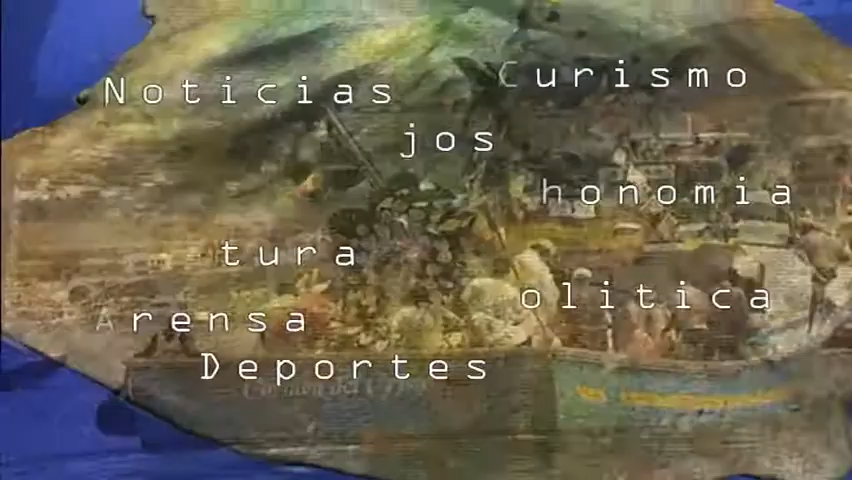 Noticias
Curismo
jos
honomia
tura
olitica
Arensa
Deportes